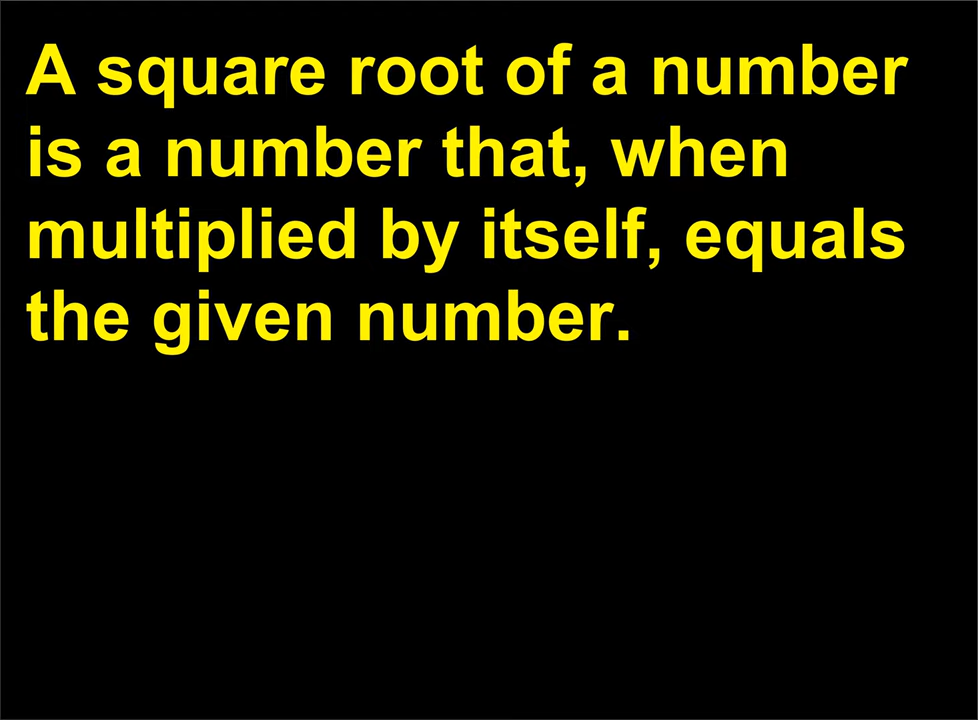 A square root of a number
is a number that, when
multiplied by itself, equals
the given number.